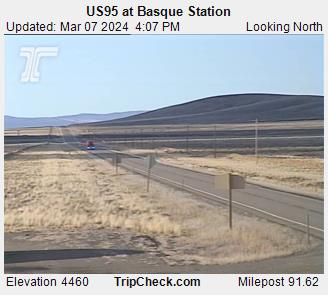 US95 at Basque Station
Updated: Mar 07 2024 4:07 PM Looking North
Elevation 4460 TripCheck.com Milepost 91.62